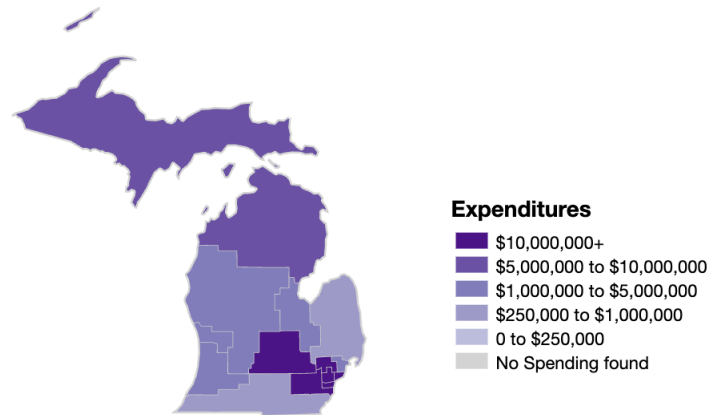 Expenditures
$10,000,000+
$5,000,000 to $10,000,000
$1,000,000 to $5,000,000
$250,000 to $1,000,000
0 to $250,000
No Spending found